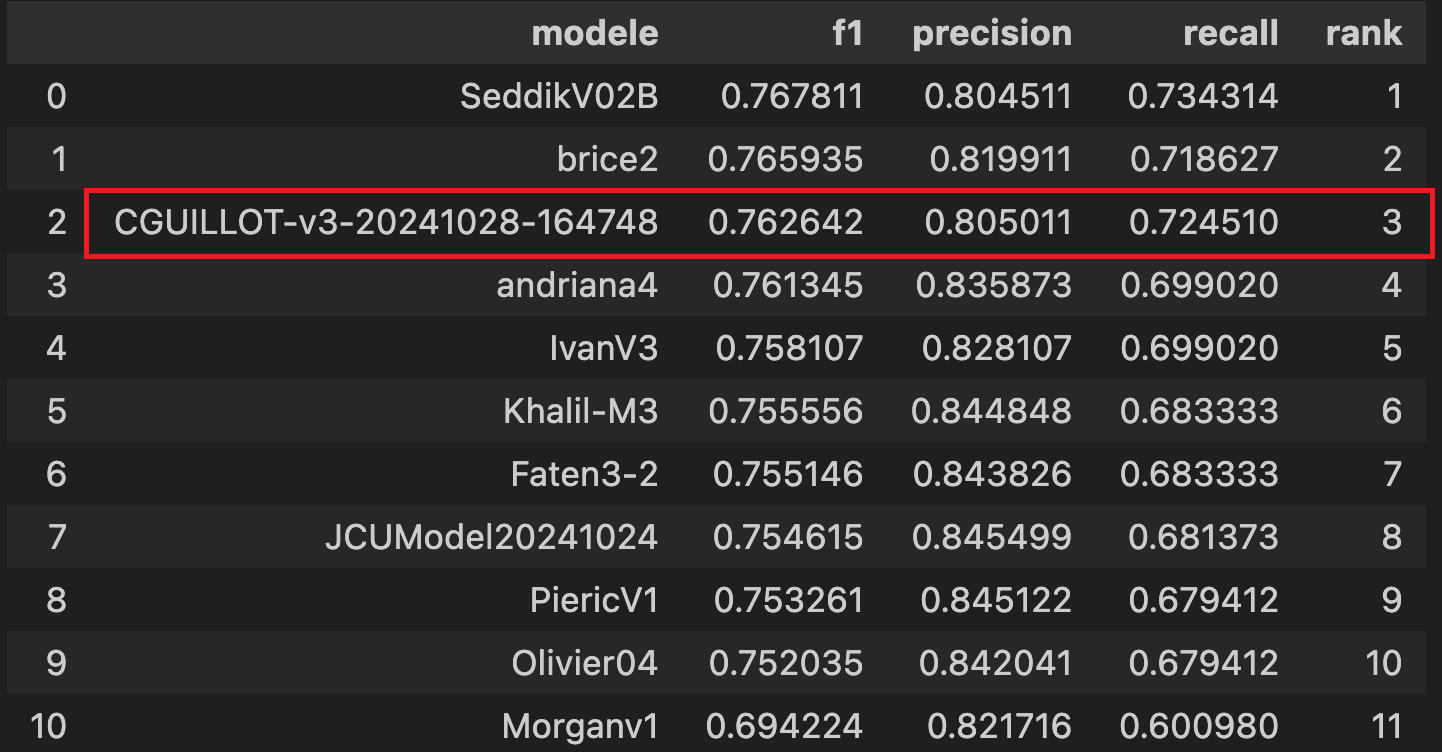 modele f1 precision recall rank
0 SeddikV02B 0.767811 0.804511 0.734314 1
1 brice2 0.765935 0.819911 0.718627 2
2 CGUILLOT-v3-20241028-164748 0.762642 0.805011 0.724510 3
3 andriana4 0.761345 0.835873 0.699020 4
4 IvanV3 0.758107 0.828107 0.699020 5
5 Khalil-M3 0.755556 0.844848 0.683333 6
6 Faten3-2 0.755146 0.843826 0.683333 7
7 JCUModel20241024 0.754615 0.845499 0.681373 8
8 PiericV1 0.753261 0.845122 0.679412 9
9 Olivier04 0.752035 0.842041 0.679412 10
10 Morganv1 0.694224 0.821716 0.600980 11